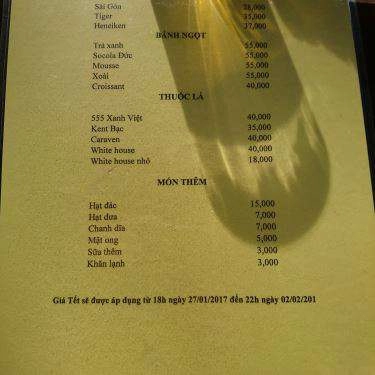 Sài Gòn 28,000
Tiger 35,000
Heneiken 37,000
BÁNH NGỌT
Trà xanh 55,000
Socola Đức 55,000
Mousse 55,000
Xoài 55,000
Croissant 40,000
THUỐC LÁ
555 Xanh Việt 40,000
Kent Bạc 35,000
Caraven 40,000
White house 40,000
White house nhỏ 18,000
MÓN THÊM
Hạt đác 15,000
Hạt dưa 7,000
Chanh dĩa 7,000
Mật ong 5,000
Sữa thêm 3,000
Khăn lạnh 3,000
Giá Tết sẽ được áp dụng từ 18h ngày 27/01/2017 đến 22h ngày 02/02/201